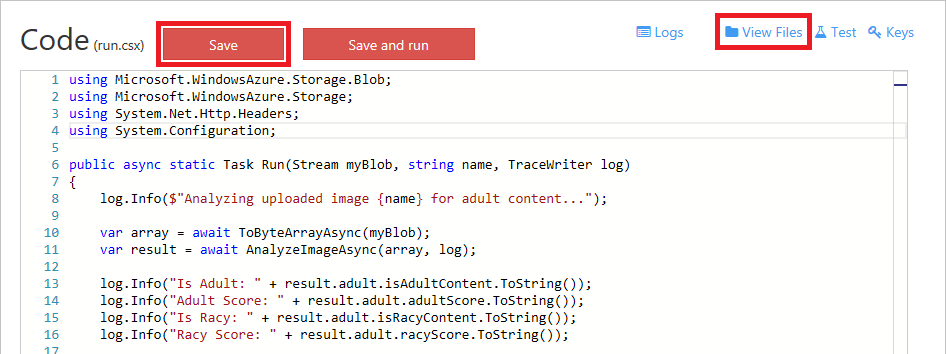 Code (run.csx) Save Save and run Logs View Files Test Keys
1 using Microsoft.WindowsAzure.Storage.Blob;
2 using Microsoft.WindowsAzure.Storage;
3 using System.Net.Http.Headers;
4 using System.Configuration;
5
6 public async static Task Run(Stream myBlob, string name, TraceWriter log)
7 {
8 log.Info($"Analyzing uploaded image {name} for adult content...");
9
10 var array = await ToByteArrayAsync(myBlob);
11 var result = await AnalyzeImageAsync(array, log);
12
13 log.Info("Is Adult: " + result.adult.isAdultContent.ToString());
14 log.Info("Adult Score: " + result.adult.adultScore.ToString());
15 log.Info("Is Racy: " + result.adult.isRacyContent.ToString());
16 log.Info("Racy Score: " + result.adult.racyScore.ToString());
17